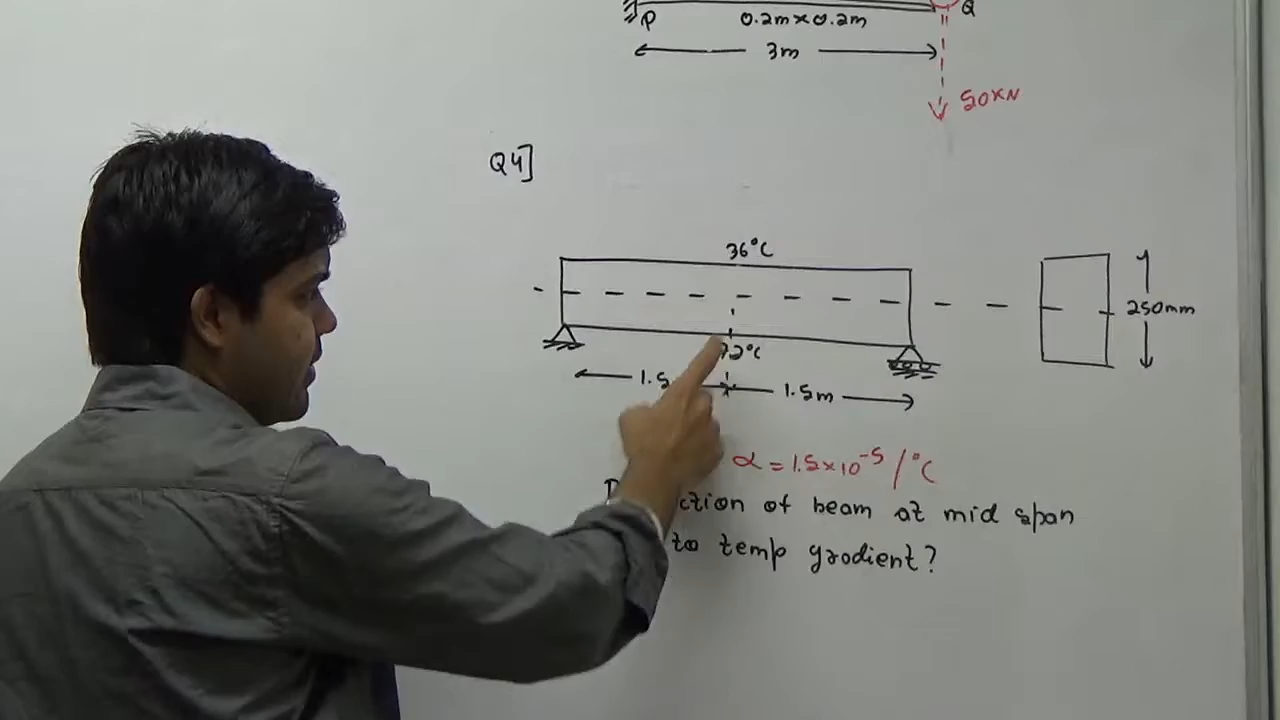 P 0.2m×0.2m Q
3m
50KN
Q4]
36°C
250mm
72°C
1.5m
α = 1.5×10⁻⁵ /°C
of beam at mid span
to temp gradient?